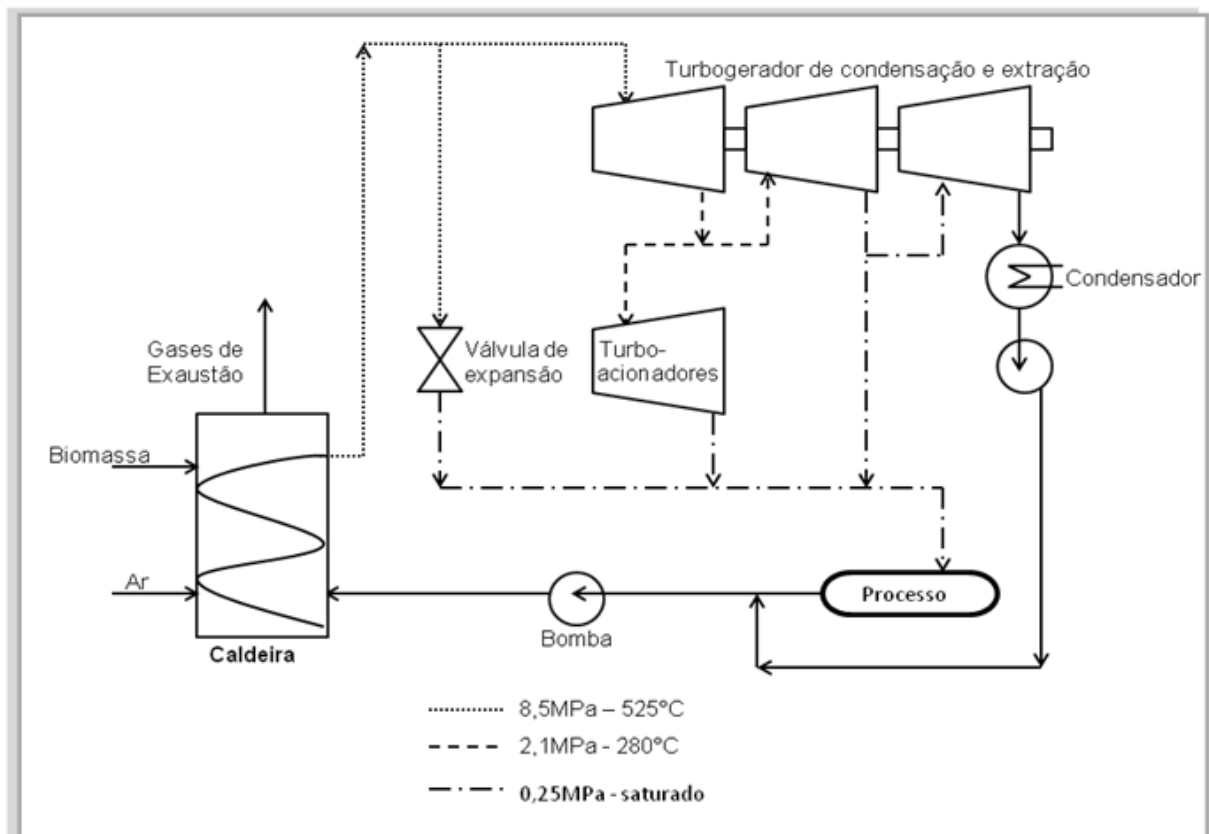 Turbogerador de condensação e extração
Condensador
Gases de
Exaustão
Válvula de
expansão
Turbo-
acionadores
Biomassa
Ar
Processo
Bomba
Caldeira
8,5MPa – 525°C
2,1MPa - 280°C
0,25MPa - saturado